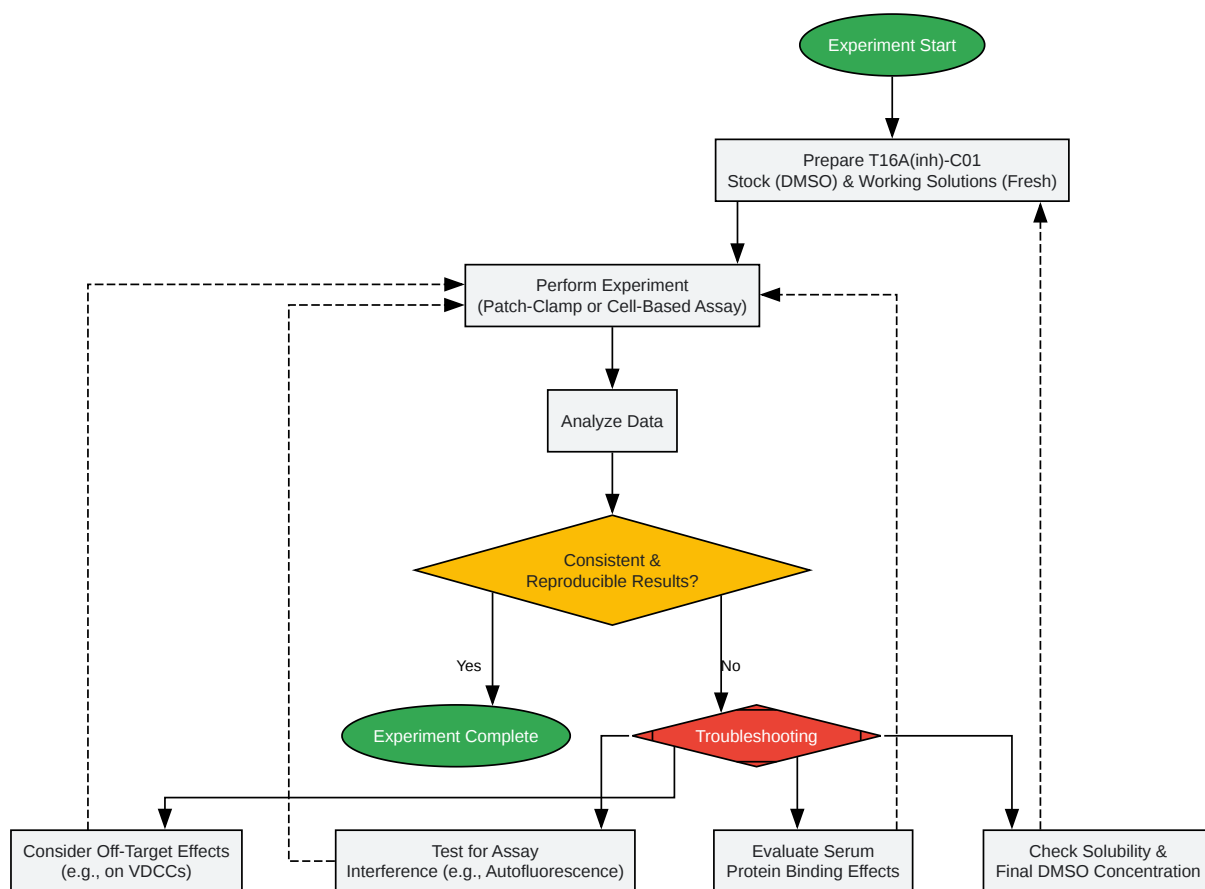 Experiment Start
Prepare T16A(inh)-C01
Stock (DMSO) & Working Solutions (Fresh)
Perform Experiment
(Patch-Clamp or Cell-Based Assay)
Analyze Data
Consistent &
Reproducible Results?
Yes
No
Experiment Complete
Troubleshooting
Consider Off-Target Effects
(e.g., on VDCCs)
Test for Assay
Interference (e.g., Autofluorescence)
Evaluate Serum
Protein Binding Effects
Check Solubility &
Final DMSO Concentration